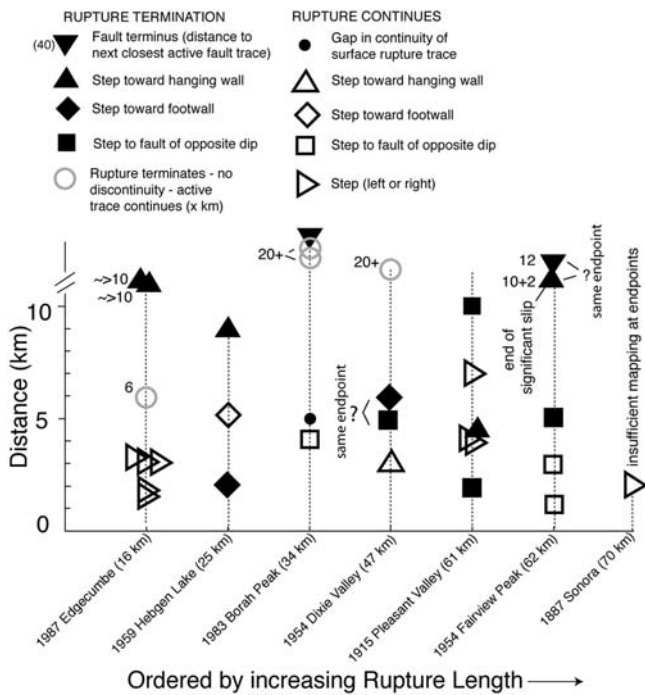 RUPTURE TERMINATION
(40) Fault terminus (distance to
next closest active fault trace)
Step toward hanging wall
Step toward footwall
Step to fault of opposite dip
Rupture terminates - no
discontinuity - active
trace continues (x km)
RUPTURE CONTINUES
Gap in continuity of
surface rupture trace
Step toward hanging wall
Step toward footwall
Step to fault of opposite dip
Step (left or right)
Distance (km)
10
5
0
~>10
~>10
6
20+
20+
?
same endpoint
12
10+2
?
same endpoint
end of
significant slip
insufficient mapping at endpoints
1987 Edgecumbe (16 km)
1959 Hebgen Lake (25 km)
1983 Borah Peak (34 km)
1954 Dixie Valley (47 km)
1915 Pleasant Valley (61 km)
1954 Fairview Peak (62 km)
1887 Sonora (70 km)
Ordered by increasing Rupture Length